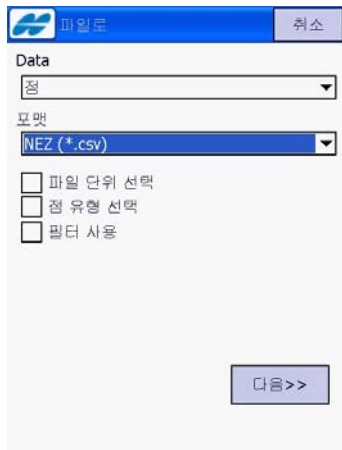 파일로 취소
Data
점
포맷
NEZ (*.csv)
파일 단위 선택
점 유형 선택
필터 사용
다음>>